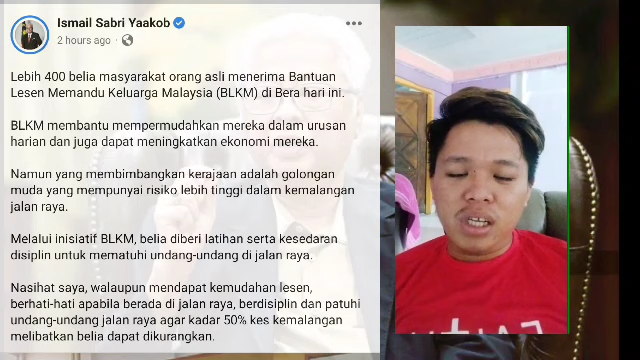 Ismail Sabri Yaakob
2 hours ago ·
Lebih 400 belia masyarakat orang asli menerima Bantuan
Lesen Memandu Keluarga Malaysia (BLKM) di Bera hari ini.
BLKM membantu mempermudahkan mereka dalam urusan
harian dan juga dapat meningkatkan ekonomi mereka.
Namun yang membimbangkan kerajaan adalah golongan
muda yang mempunyai risiko lebih tinggi dalam kemalangan
jalan raya.
Melalui inisiatif BLKM, belia diberi latihan serta kesedaran
disiplin untuk mematuhi undang-undang di jalan raya.
Nasihat saya, walaupun mendapat kemudahan lesen,
berhati-hati apabila berada di jalan raya, berdisiplin dan patuhi
undang-undang jalan raya agar kadar 50% kes kemalangan
melibatkan belia dapat dikurangkan.